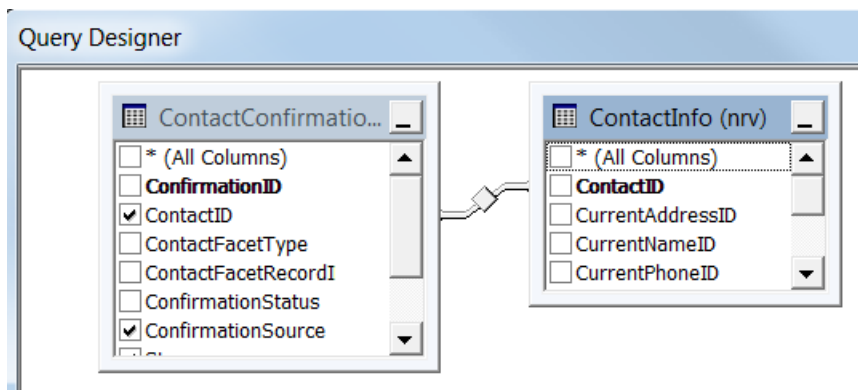 Query Designer
ContactConfirmatio...
* (All Columns)
ConfirmationID
ContactID
ContactFacetType
ContactFacetRecordI
ConfirmationStatus
ConfirmationSource
ContactInfo (nrv)
* (All Columns)
ContactID
CurrentAddressID
CurrentNameID
CurrentPhoneID